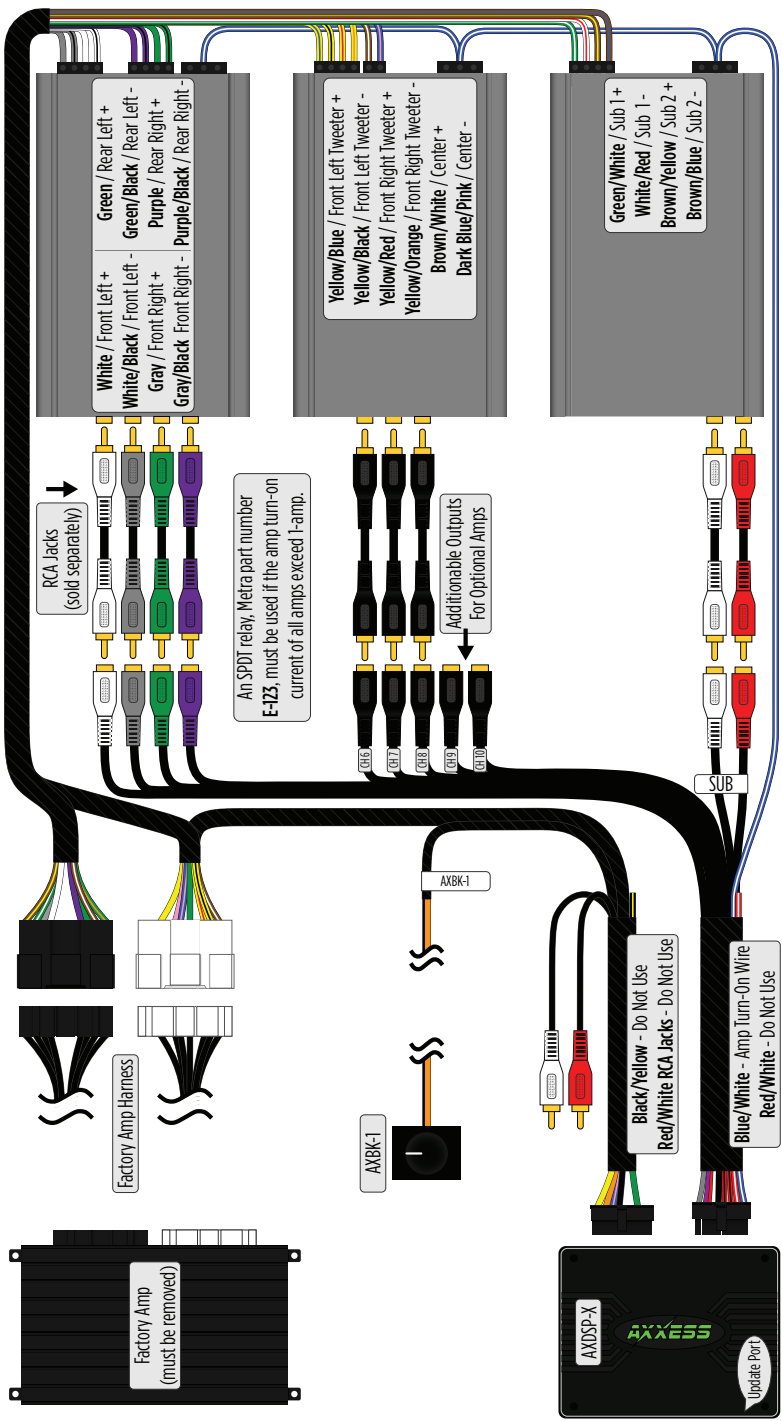 RCA Jacks
(sold separately)
White / Front Left +
White/Black / Front Left -
Gray / Front Right +
Gray/Black Front Right -
Green / Rear Left +
Green/Black / Rear Left -
Purple / Rear Right +
Purple/Black / Rear Right -
An SPDT relay, Metra part number
E-123, must be used if the amp turn-on
current of all amps exceed 1-amp.
Yellow/Blue / Front Left Tweeter +
Yellow/Black / Front Left Tweeter -
Yellow/Red / Front Right Tweeter +
Yellow/Orange / Front Right Tweeter -
Brown/White / Center +
Dark Blue/Pink / Center -
Additionable Outputs
For Optional Amps
CH 6
CH 7
CH 8
CH 9
CH 10
Green/White / Sub 1 +
White/Red / Sub 1 -
Brown/Yellow / Sub 2 +
Brown/Blue / Sub 2 -
SUB
Factory Amp Harness
Factory Amp
(must be removed)
AXBK-1
AXBK-1
Black/Yellow - Do Not Use
Red/White RCA Jacks - Do Not Use
Blue/White - Amp Turn-On Wire
Red/White - Do Not Use
AXDSP-X
AXXESS
Update Port